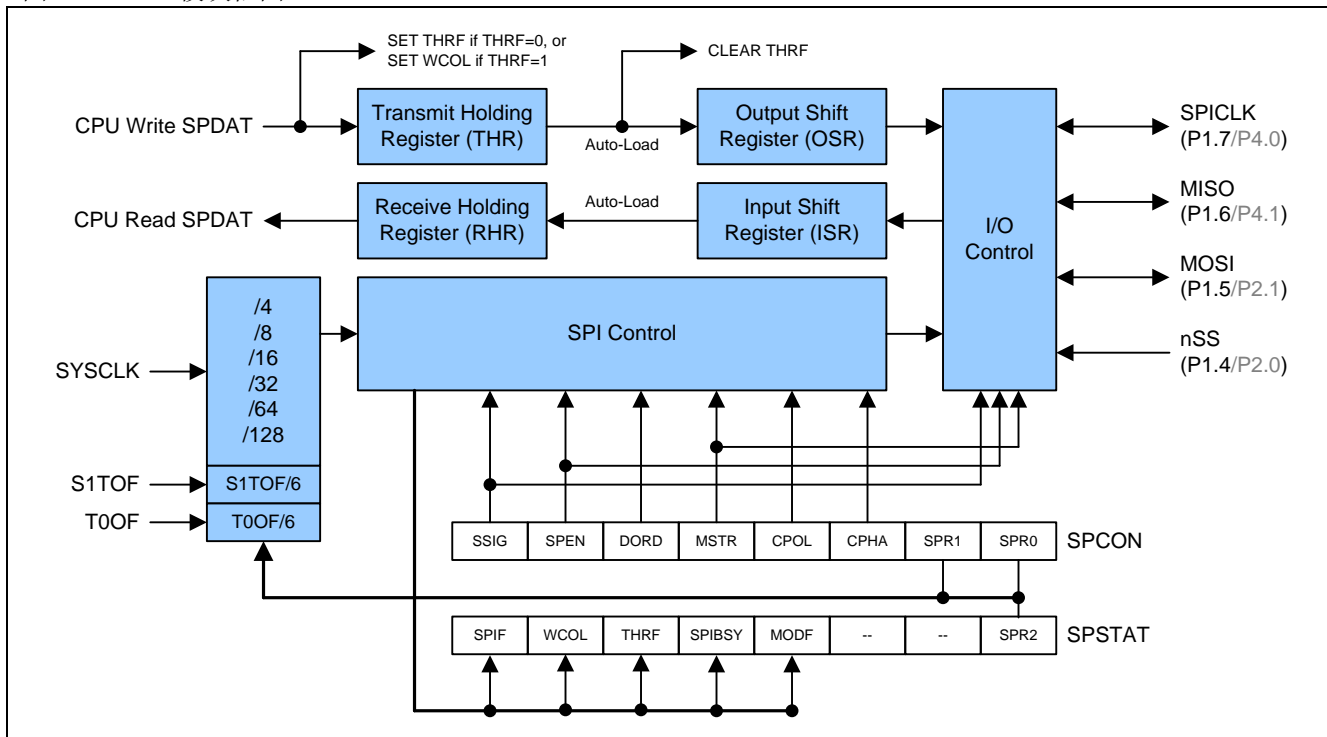 SET THRF if THRF=0, or
SET WCOL if THRF=1
CLEAR THRF
CPU Write SPDAT
Transmit Holding
Register (THR)
Auto-Load
Output Shift
Register (OSR)
CPU Read SPDAT
Receive Holding
Register (RHR)
Auto-Load
Input Shift
Register (ISR)
I/O
Control
SPICLK
(P1.7/P4.0)
MISO
(P1.6/P4.1)
MOSI
(P1.5/P2.1)
nSS
(P1.4/P2.0)
SYSCLK
/4
/8
/16
/32
/64
/128
SPI Control
S1TOF
S1TOF/6
T0OF
T0OF/6
SSIG SPEN DORD MSTR CPOL CPHA SPR1 SPR0 SPCON
SPIF WCOL THRF SPIBSY MODF -- -- SPR2 SPSTAT